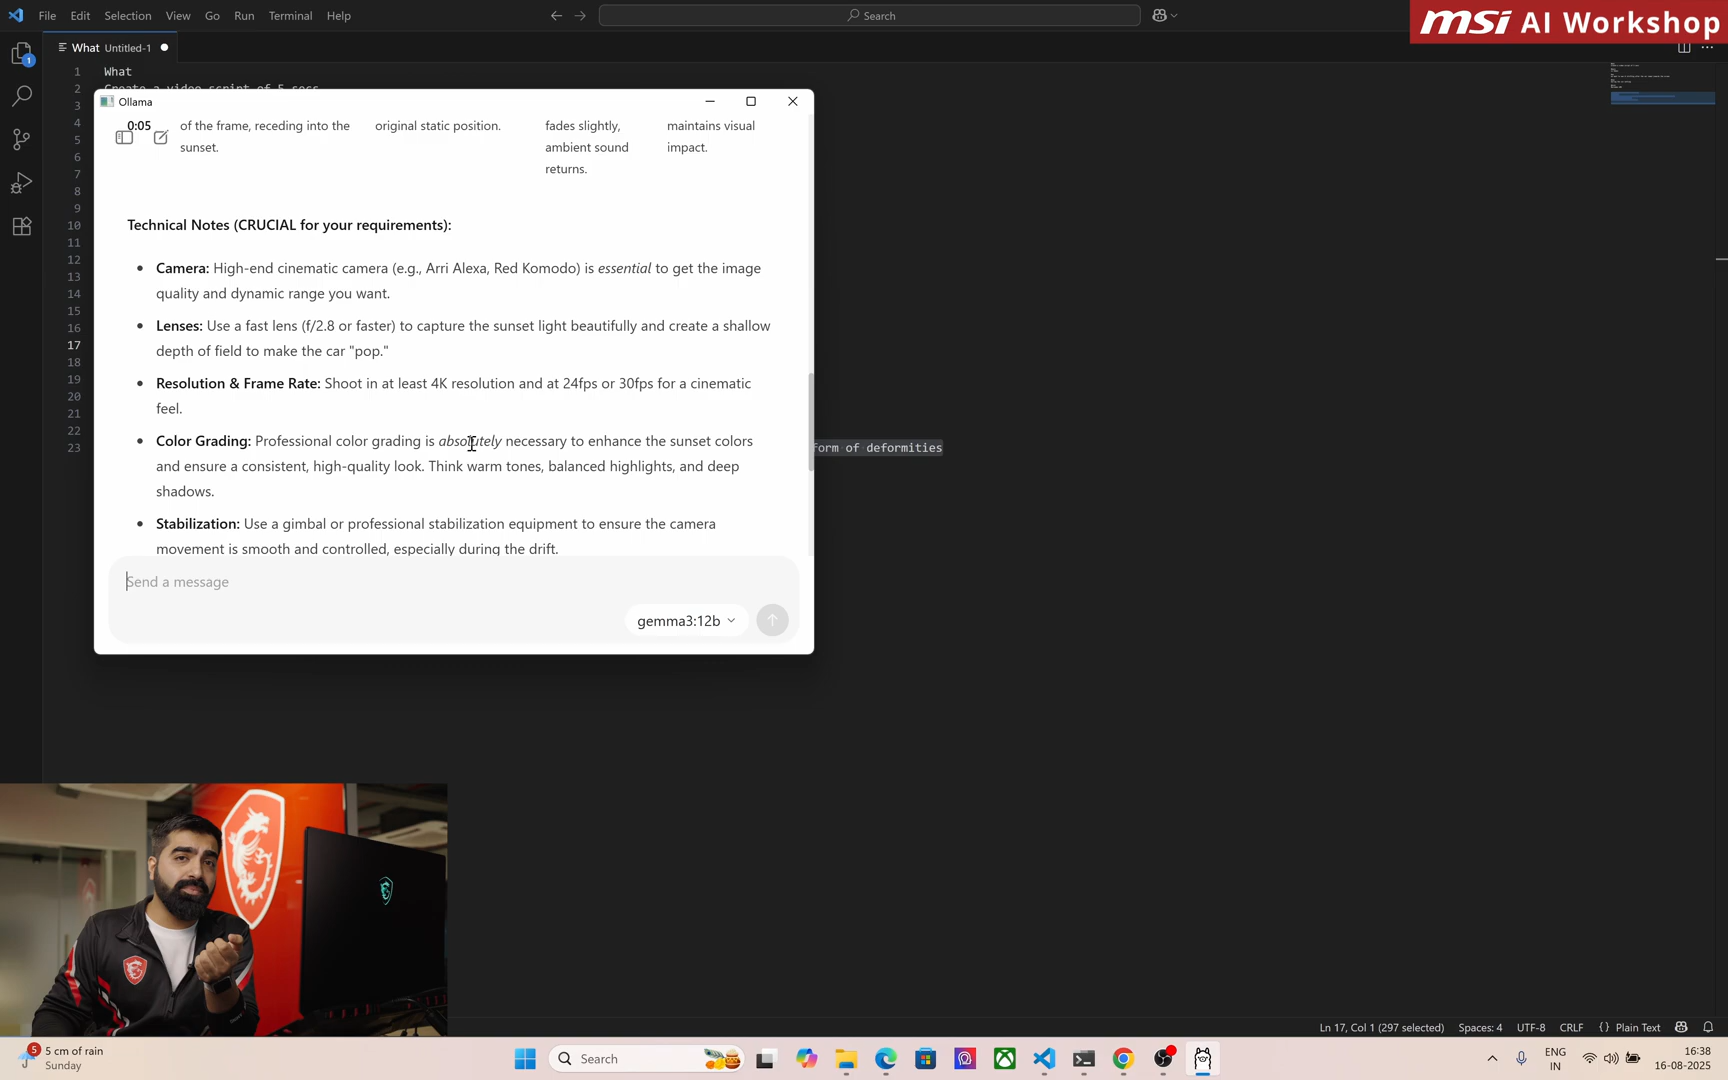 File Edit Selection View Go Run Terminal Help
Search
msi AI Workshop
1
What Untitled-1
1 What
2 Create a video script of 5 secs
3
4
5
6
7
8
9
10
11
12
13
14
15
16
17
18
19
20
21
22
23 form of deformities
Ollama
0:05 of the frame, receding into the original static position. fades slightly, maintains visual
sunset. ambient sound impact.
returns.
Technical Notes (CRUCIAL for your requirements):
Camera: High-end cinematic camera (e.g., Arri Alexa, Red Komodo) is essential to get the image
quality and dynamic range you want.
Lenses: Use a fast lens (f/2.8 or faster) to capture the sunset light beautifully and create a shallow
depth of field to make the car "pop."
Resolution & Frame Rate: Shoot in at least 4K resolution and at 24fps or 30fps for a cinematic
feel.
Color Grading: Professional color grading is absolutely necessary to enhance the sunset colors
and ensure a consistent, high-quality look. Think warm tones, balanced highlights, and deep
shadows.
Stabilization: Use a gimbal or professional stabilization equipment to ensure the camera
movement is smooth and controlled, especially during the drift.
Send a message
gemma3:12b
Ln 17, Col 1 (297 selected) Spaces: 4 UTF-8 CRLF {} Plain Text
5
5 cm of rain
Sunday
Search
ENG
IN
16:38
16-08-2025